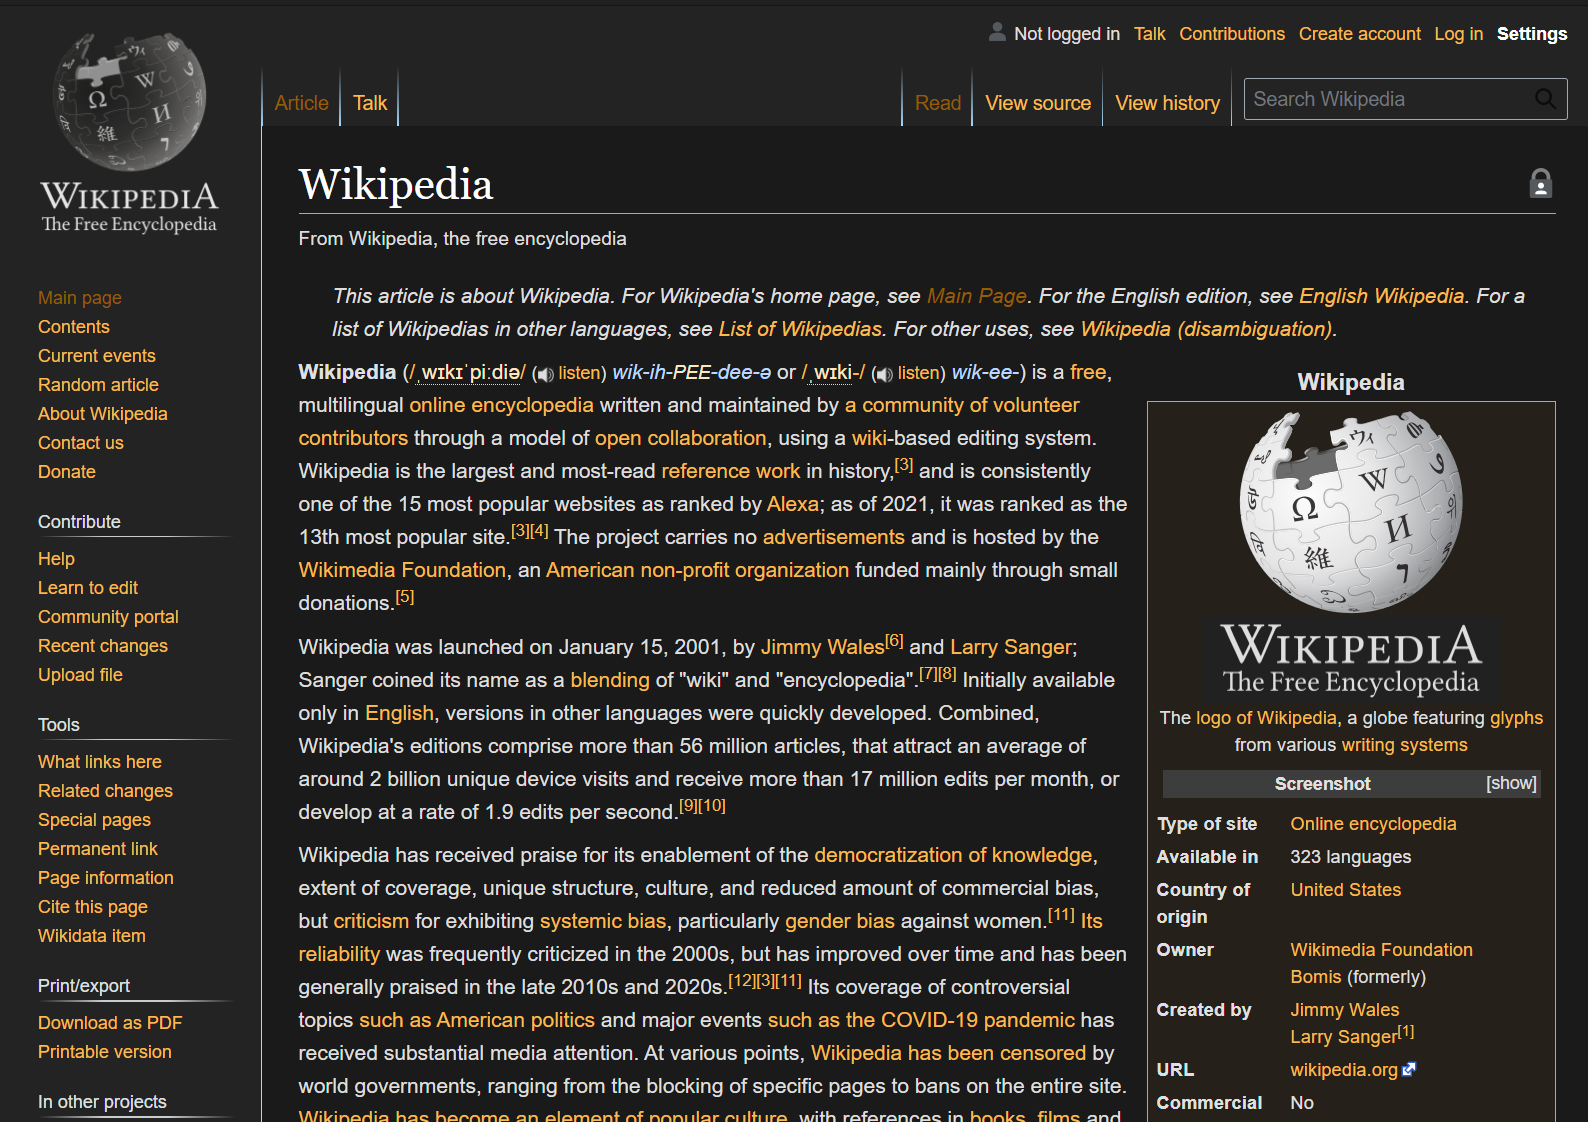 Not logged in Talk Contributions Create account Log in Settings
Article Talk Read View source View history Search Wikipedia
WIKIPEDIA
The Free Encyclopedia
Main page
Contents
Current events
Random article
About Wikipedia
Contact us
Donate
Contribute
Help
Learn to edit
Community portal
Recent changes
Upload file
Tools
What links here
Related changes
Special pages
Permanent link
Page information
Cite this page
Wikidata item
Print/export
Download as PDF
Printable version
In other projects
Wikipedia
From Wikipedia, the free encyclopedia
This article is about Wikipedia. For Wikipedia's home page, see Main Page. For the English edition, see English Wikipedia. For a
list of Wikipedias in other languages, see List of Wikipedias. For other uses, see Wikipedia (disambiguation).
Wikipedia (/ˌwɪkɪˈpiːdiə/ (listen) wik-ih-PEE-dee-ə or /ˌwɪki-/ (listen) wik-ee-) is a free,
multilingual online encyclopedia written and maintained by a community of volunteer
contributors through a model of open collaboration, using a wiki-based editing system.
Wikipedia is the largest and most-read reference work in history,[3] and is consistently
one of the 15 most popular websites as ranked by Alexa; as of 2021, it was ranked as the
13th most popular site.[3][4] The project carries no advertisements and is hosted by the
Wikimedia Foundation, an American non-profit organization funded mainly through small
donations.[5]
Wikipedia was launched on January 15, 2001, by Jimmy Wales[6] and Larry Sanger;
Sanger coined its name as a blending of "wiki" and "encyclopedia".[7][8] Initially available
only in English, versions in other languages were quickly developed. Combined,
Wikipedia's editions comprise more than 56 million articles, that attract an average of
around 2 billion unique device visits and receive more than 17 million edits per month, or
develop at a rate of 1.9 edits per second.[9][10]
Wikipedia has received praise for its enablement of the democratization of knowledge,
extent of coverage, unique structure, culture, and reduced amount of commercial bias,
but criticism for exhibiting systemic bias, particularly gender bias against women.[11] Its
reliability was frequently criticized in the 2000s, but has improved over time and has been
generally praised in the late 2010s and 2020s.[12][3][11] Its coverage of controversial
topics such as American politics and major events such as the COVID-19 pandemic has
received substantial media attention. At various points, Wikipedia has been censored by
world governments, ranging from the blocking of specific pages to bans on the entire site.
Wikipedia has become an element of popular culture, with references in books, films and
Wikipedia
Ω W И 維 ウィ
WIKIPEDIA
The Free Encyclopedia
The logo of Wikipedia, a globe featuring glyphs
from various writing systems
Screenshot [show]
Type of site Online encyclopedia
Available in 323 languages
Country of United States
origin
Owner Wikimedia Foundation
Bomis (formerly)
Created by Jimmy Wales
Larry Sanger[1]
URL wikipedia.org
Commercial No